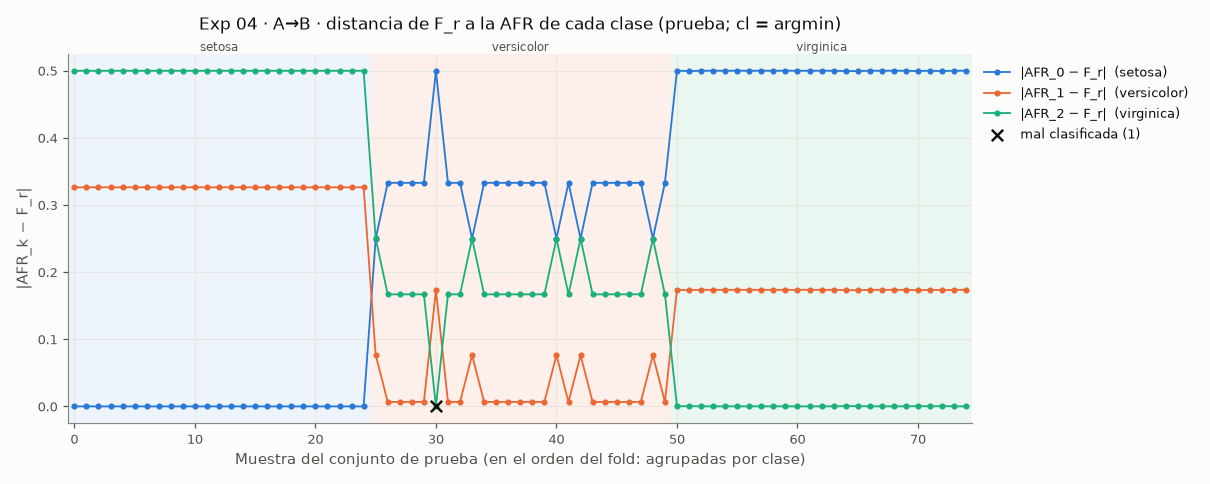 Exp 04 · A→B · distancia de F_r a la AFR de cada clase (prueba; cl = argmin)
setosa
versicolor
virginica
|AFR_k − F_r|
0.5
0.4
0.3
0.2
0.1
0.0
0
10
20
30
40
50
60
70
Muestra del conjunto de prueba (en el orden del fold: agrupadas por clase)
|AFR_0 − F_r| (setosa)
|AFR_1 − F_r| (versicolor)
|AFR_2 − F_r| (virginica)
mal clasificada (1)